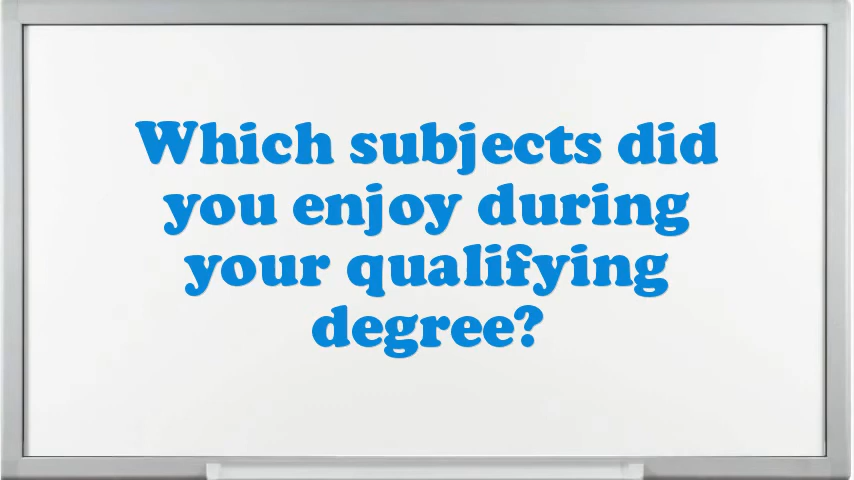 Which subjects did
you enjoy during
your qualifying
degree?